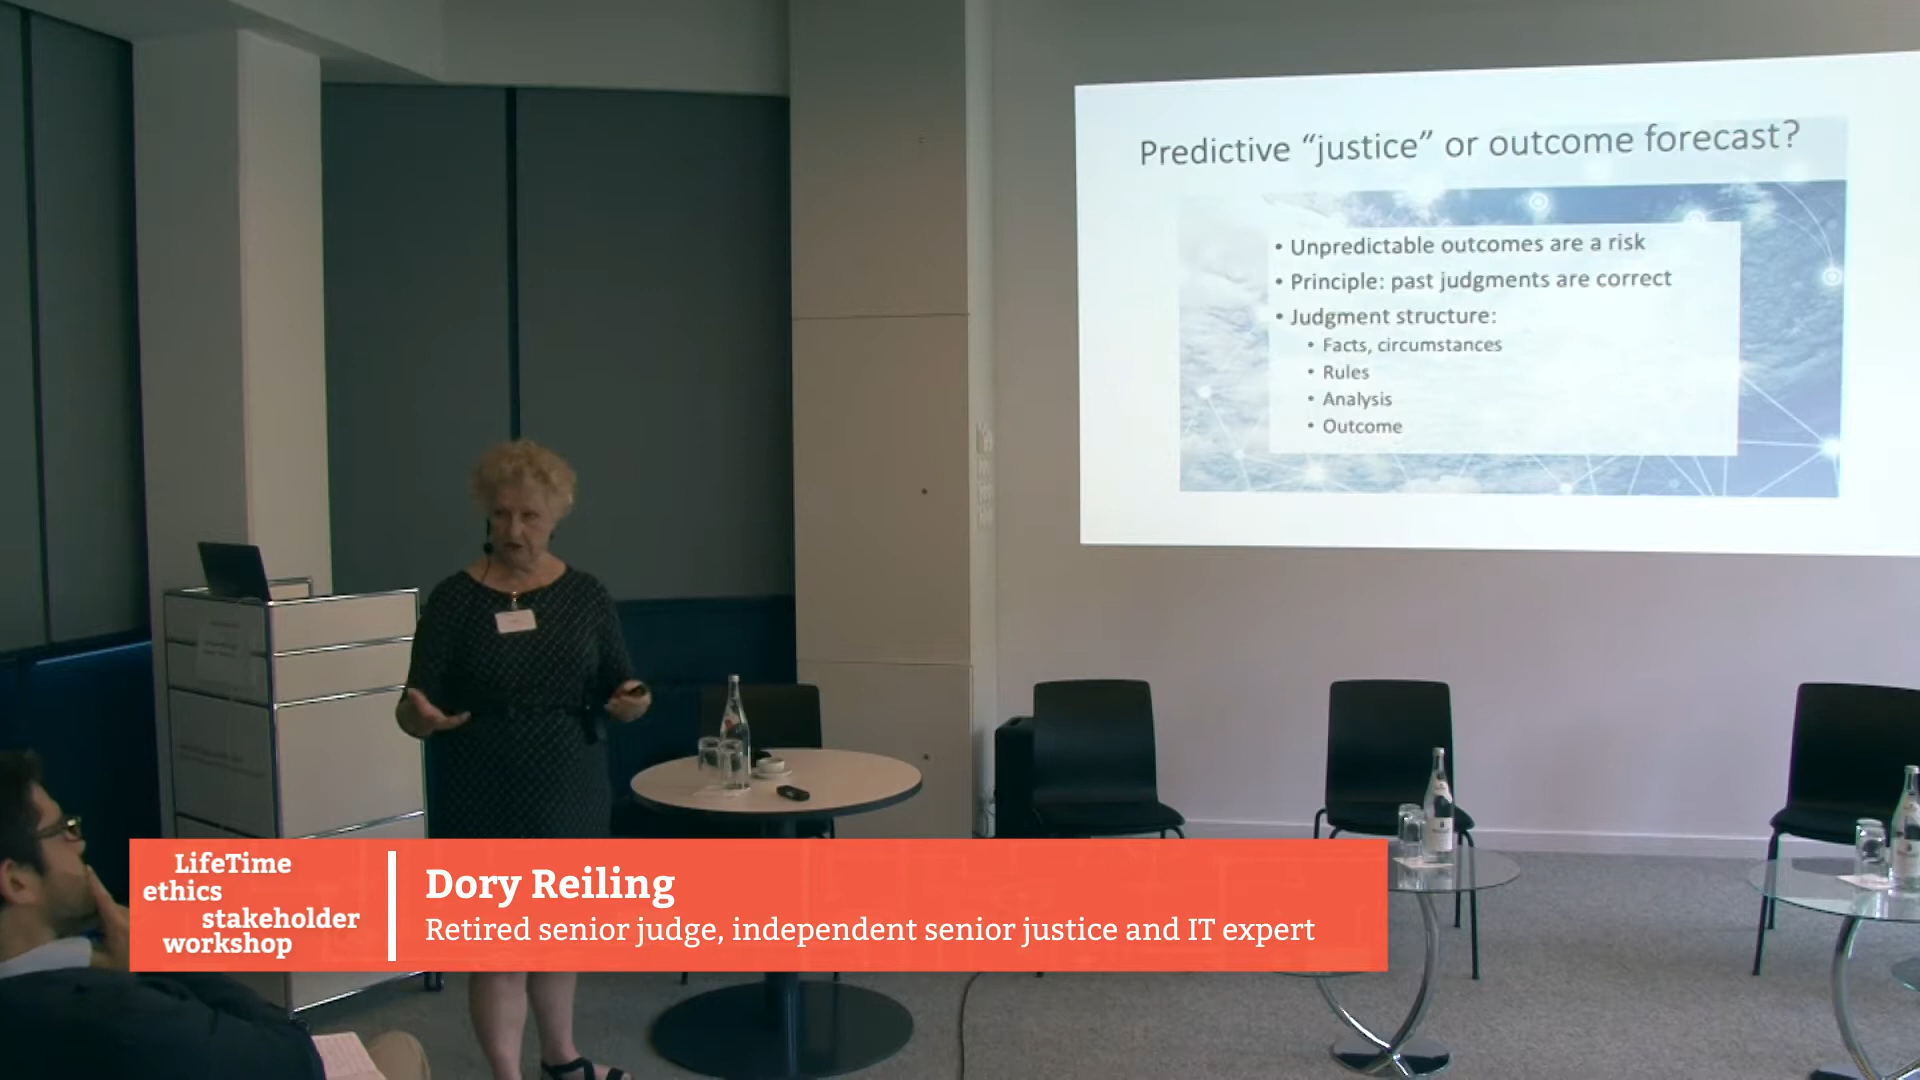 Predictive “justice” or outcome forecast?
• Unpredictable outcomes are a risk
• Principle: past judgments are correct
• Judgment structure:
• Facts, circumstances
• Rules
• Analysis
• Outcome
LifeTime
ethics
stakeholder
workshop
Dory Reiling
Retired senior judge, independent senior justice and IT expert